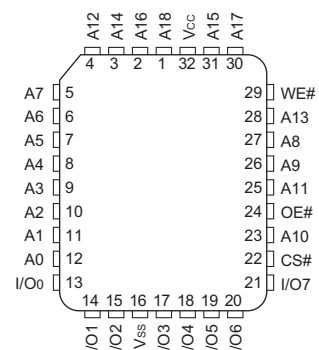 A12 A14 A16 A18 Vcc A15 A17
4 3 2 1 32 31 30
A7 5 29 WE#
A6 6 28 A13
A5 7 27 A8
A4 8 26 A9
A3 9 25 A11
A2 10 24 OE#
A1 11 23 A10
A0 12 22 CS#
I/O0 13 21 I/O7
14 15 16 17 18 19 20
/O1 /O2 Vss /O3 /O4 /O5 /O6